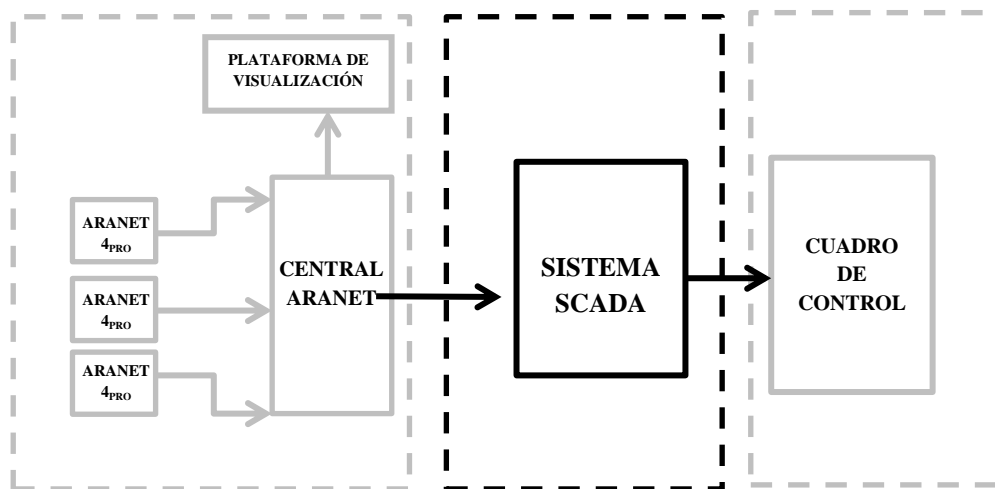 PLATAFORMA DE
VISUALIZACIÓN
ARANET
4PRO
ARANET
4PRO
ARANET
4PRO
CENTRAL
ARANET
SISTEMA
SCADA
CUADRO
DE
CONTROL